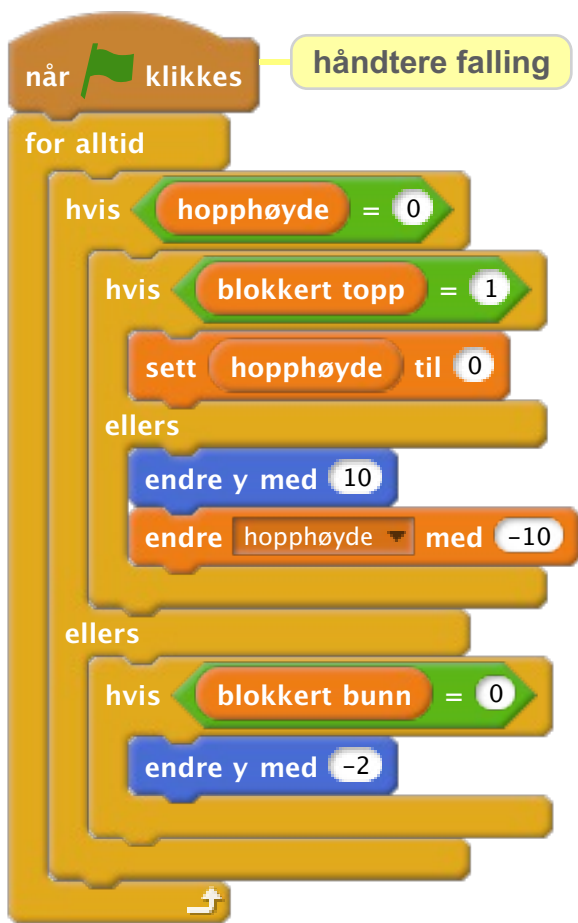 når klikkes håndtere falling
for alltid
hvis hopphøyde = 0
hvis blokkert topp = 1
sett hopphøyde til 0
ellers
endre y med 10
endre hopphøyde med -10
ellers
hvis blokkert bunn = 0
endre y med -2